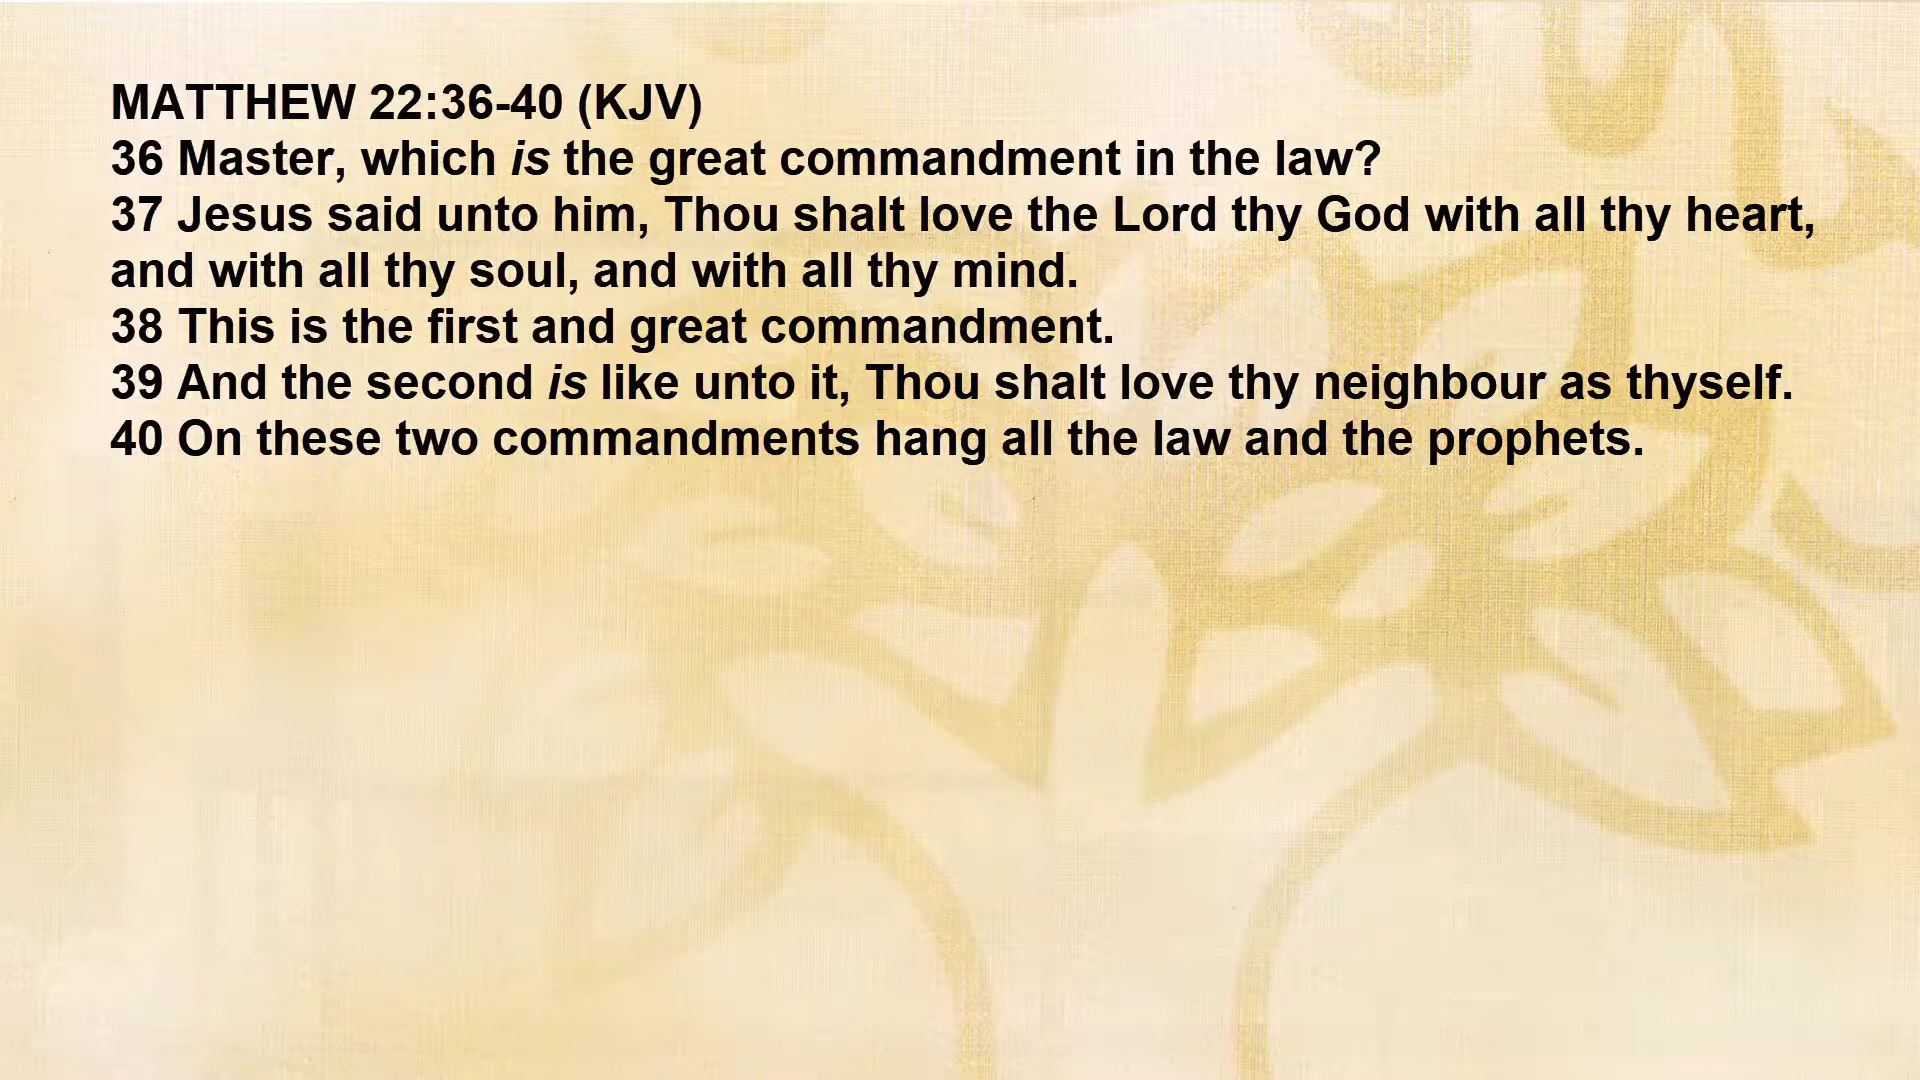 MATTHEW 22:36-40 (KJV)
36 Master, which is the great commandment in the law?
37 Jesus said unto him, Thou shalt love the Lord thy God with all thy heart,
and with all thy soul, and with all thy mind.
38 This is the first and great commandment.
39 And the second is like unto it, Thou shalt love thy neighbour as thyself.
40 On these two commandments hang all the law and the prophets.